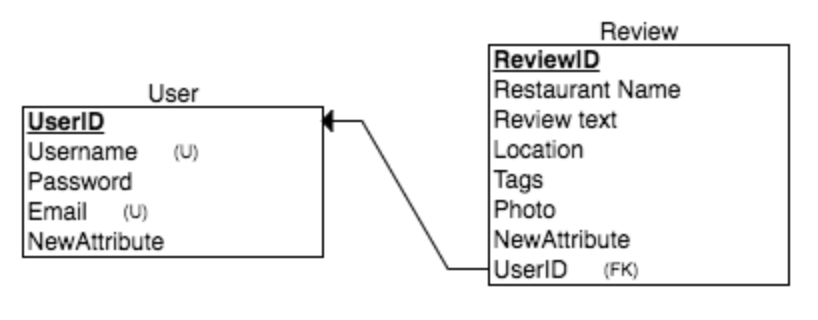 User
UserID
Username (U)
Password
Email (U)
NewAttribute
Review
ReviewID
Restaurant Name
Review text
Location
Tags
Photo
NewAttribute
UserID (FK)